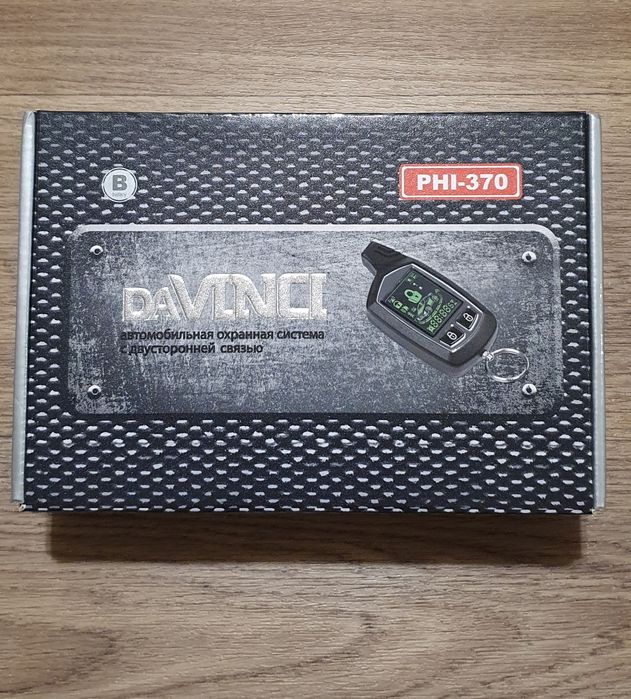 B
PHI-370
DAVINCI
автомобильная охранная система
с двусторонней связью